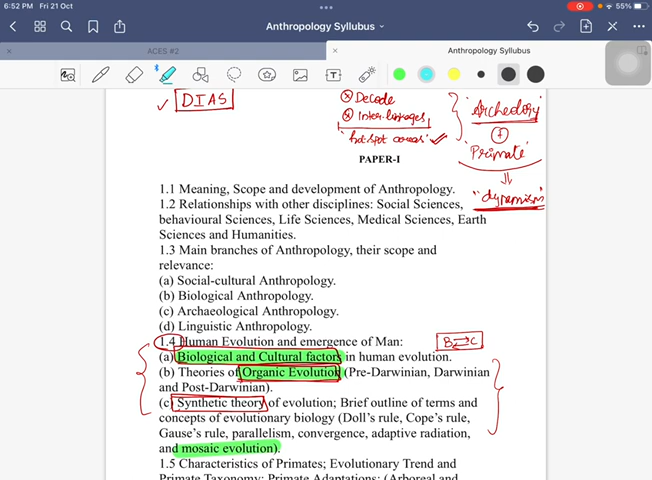 6:52 PM Fri 21 Oct
55%
Anthropology Syllabus
ACES #2
Anthropology Syllabus
✓ DIAS
Decode
Inter-linkages
"hotspot areas"
"Archeology"
+
'Primate'
"dynamism"
PAPER-I
1.1 Meaning, Scope and development of Anthropology.
1.2 Relationships with other disciplines: Social Sciences,
behavioural Sciences, Life Sciences, Medical Sciences, Earth
Sciences and Humanities.
1.3 Main branches of Anthropology, their scope and
relevance:
(a) Social-cultural Anthropology.
(b) Biological Anthropology.
(c) Archaeological Anthropology.
(d) Linguistic Anthropology.
1.4 Human Evolution and emergence of Man:
B ⇄ C
(a) Biological and Cultural factors in human evolution.
(b) Theories of Organic Evolution (Pre-Darwinian, Darwinian
and Post-Darwinian).
(c) Synthetic theory of evolution; Brief outline of terms and
concepts of evolutionary biology (Doll's rule, Cope's rule,
Gause's rule, parallelism, convergence, adaptive radiation,
and mosaic evolution).
1.5 Characteristics of Primates; Evolutionary Trend and
Primate Taxonomy; Primate Adaptations; (Arboreal and